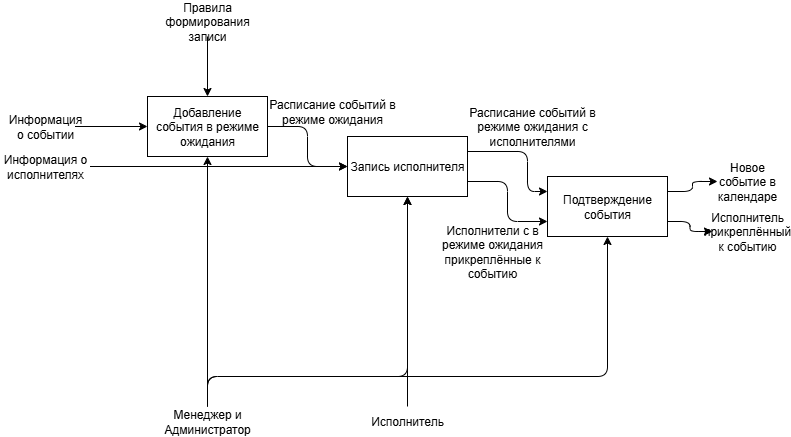 Правила
формирования
записи
Добавление
события в режиме
ожидания
Расписание событий в
режиме ожидания
Информация
о событии
Информация о
исполнителях
Запись исполнителя
Расписание событий в
режиме ожидания с
исполнителями
Исполнители с в
режиме ожидания
прикреплённые к
событию
Подтверждение
события
Новое
событие в
календаре
Исполнитель
прикреплённый
к событию
Менеджер и
Администратор
Исполнитель